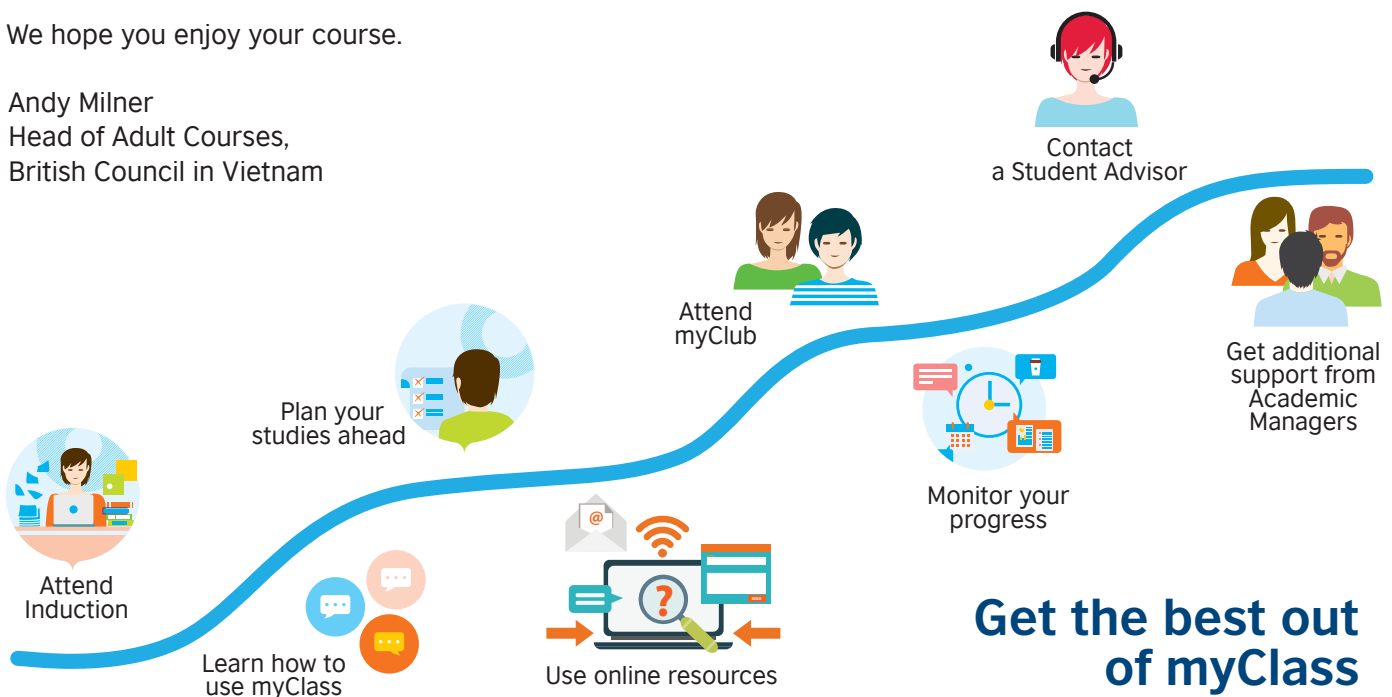 We hope you enjoy your course.
Andy Milner
Head of Adult Courses,
British Council in Vietnam
Attend
Induction
Learn how to
use myClass
Plan your
studies ahead
Use online resources
@
?
Attend
myClub
Monitor your
progress
Contact
a Student Advisor
Get additional
support from
Academic
Managers
Get the best out
of myClass